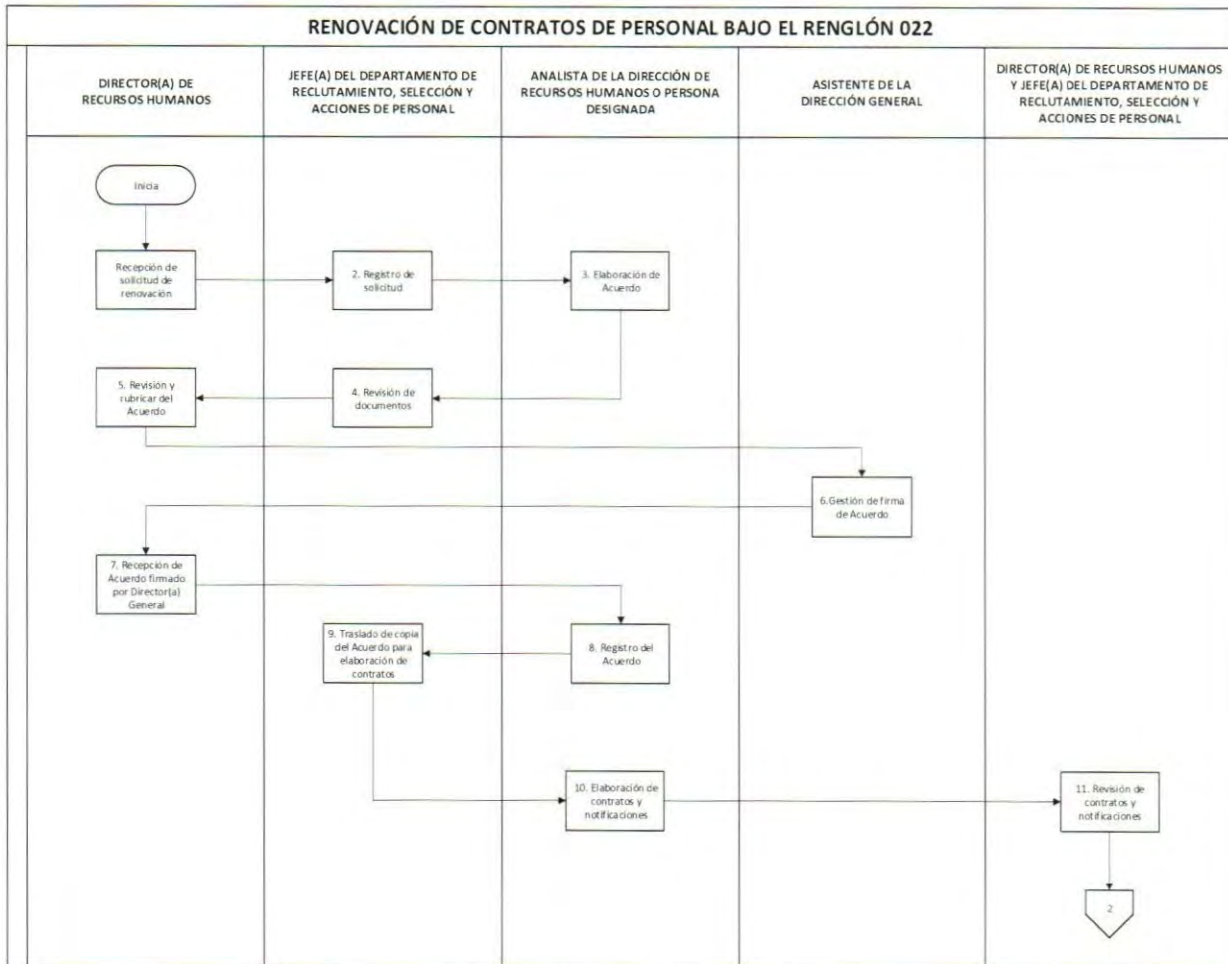 RENOVACIÓN DE CONTRATOS DE PERSONAL BAJO EL RENGLÓN 022
DIRECTOR(A) DE
RECURSOS HUMANOS
JEFE(A) DEL DEPARTAMENTO DE
RECLUTAMIENTO, SELECCIÓN Y
ACCIONES DE PERSONAL
ANALISTA DE LA DIRECCIÓN DE
RECURSOS HUMANOS O PERSONA
DESIGNADA
ASISTENTE DE LA
DIRECCIÓN GENERAL
DIRECTOR(A) DE RECURSOS HUMANOS
Y JEFE(A) DEL DEPARTAMENTO DE
RECLUTAMIENTO, SELECCIÓN Y
ACCIONES DE PERSONAL
Inicia
Recepción de
solicitud de
renovación
2. Registro de
solicitud
3. Elaboración de
Acuerdo
5. Revisión y
rubricar del
Acuerdo
4. Revisión de
documentos
6.Gestión de firma
de Acuerdo
7. Recepción de
Acuerdo firmado
por Director(a)
General
9. Traslado de copia
del Acuerdo para
elaboración de
contratos
8. Registro del
Acuerdo
10. Elaboración de
contratos y
notificaciones
11. Revisión de
contratos y
notificaciones
2